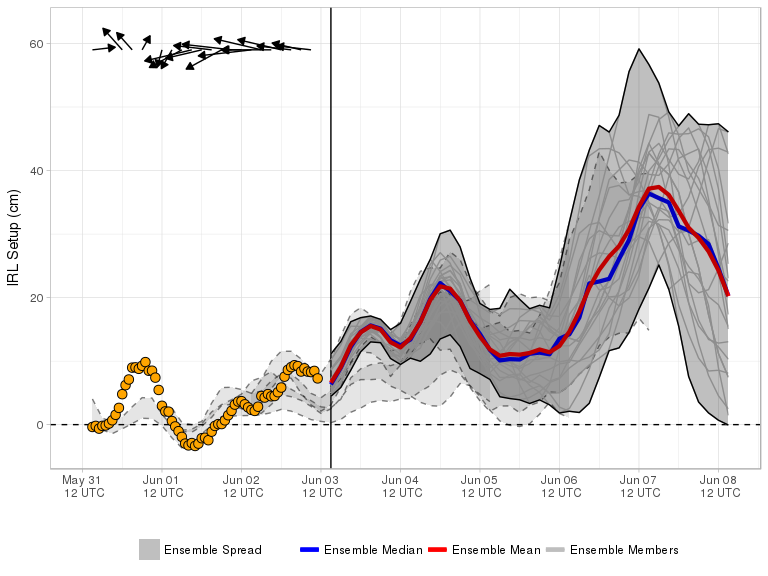 60
40
20
0
IRL Setup (cm)
May 31 Jun 01 Jun 02 Jun 03 Jun 04 Jun 05 Jun 06 Jun 07 Jun 08
12 UTC 12 UTC 12 UTC 12 UTC 12 UTC 12 UTC 12 UTC 12 UTC 12 UTC
Ensemble Spread Ensemble Median Ensemble Mean Ensemble Members